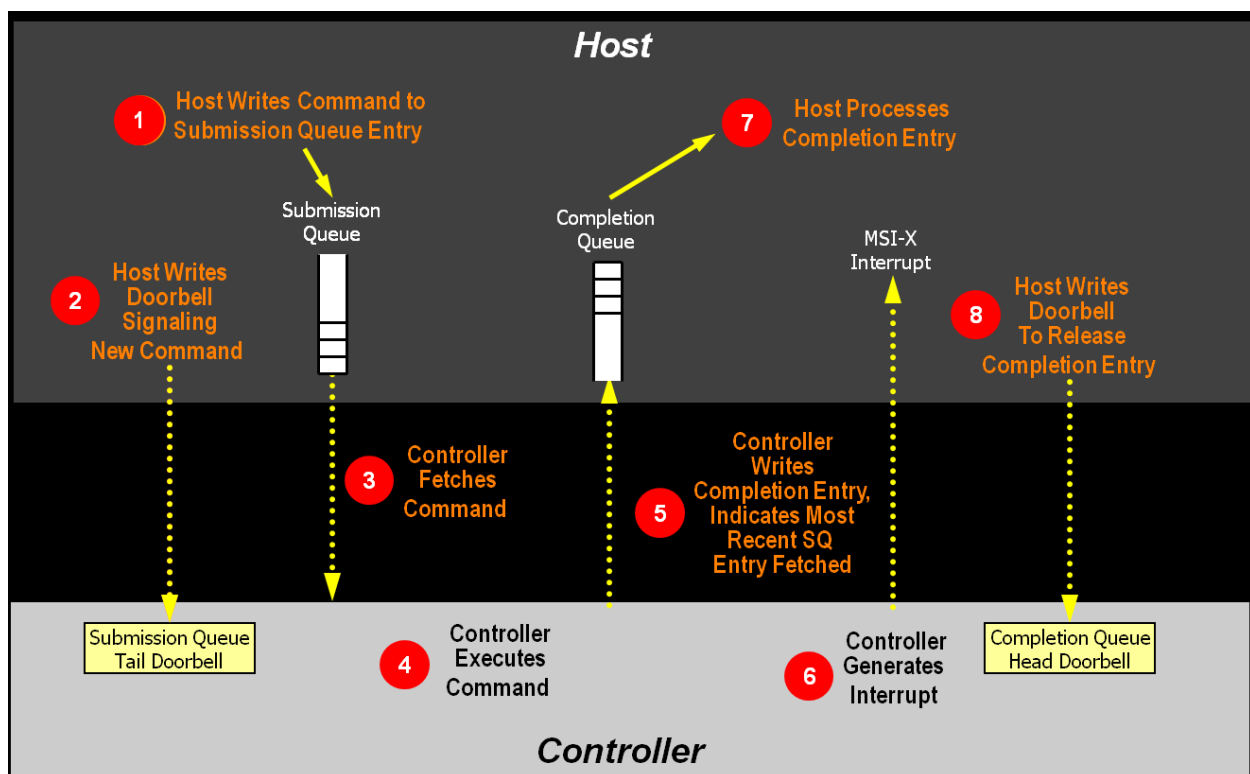 Host
1
Host Writes Command to
Submission Queue Entry
7
Host Processes
Completion Entry
Submission
Queue
Completion
Queue
MSI-X
Interrupt
2
Host Writes
Doorbell
Signaling
New Command
8
Host Writes
Doorbell
To Release
Completion Entry
3
Controller
Fetches
Command
5
Controller
Writes
Completion Entry,
Indicates Most
Recent SQ
Entry Fetched
Submission Queue
Tail Doorbell
4
Controller
Executes
Command
6
Controller
Generates
Interrupt
Completion Queue
Head Doorbell
Controller